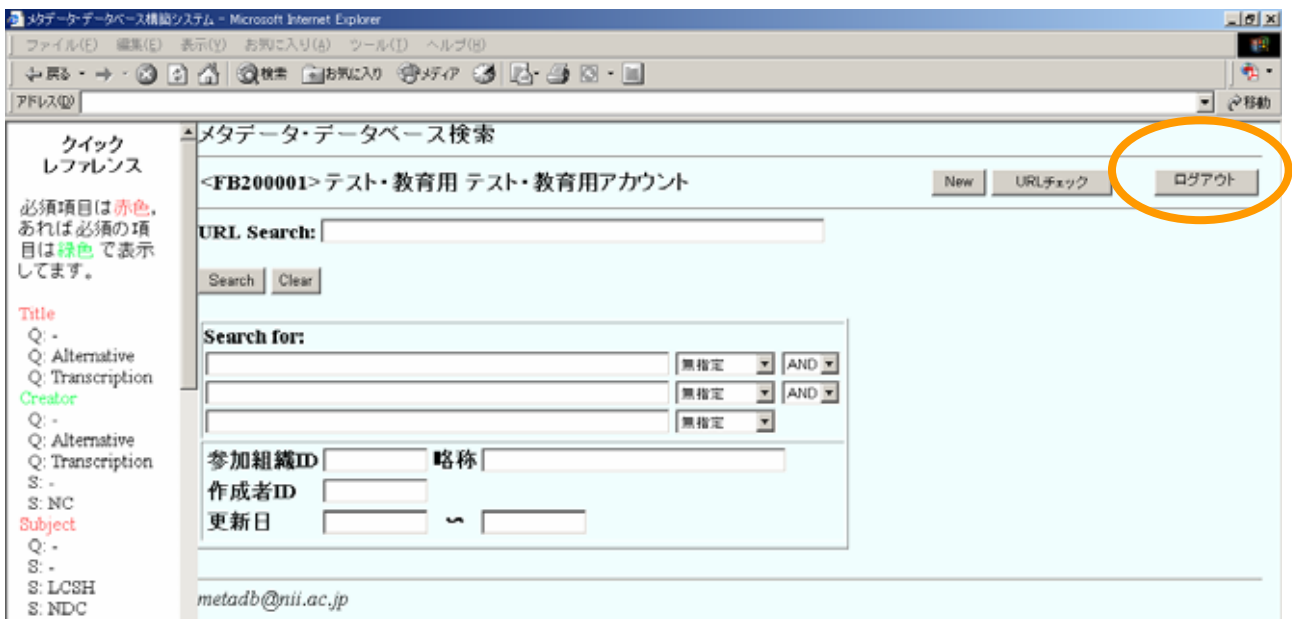 メタデータ・データベース構築システム - Microsoft Internet Explorer
ファイル(F) 編集(E) 表示(V) お気に入り(A) ツール(T) ヘルプ(H)
戻る 検索 お気に入り メディア
アドレス(D) 移動
クイック
レファレンス
必須項目は赤色,
あれば必須の項
目は緑色 で表示
してます。
Title
Q: -
Q: Alternative
Q: Transcription
Creator
Q: -
Q: Alternative
Q: Transcription
S: -
S: NC
Subject
Q: -
S: -
S: LCSH
S: NDC
メタデータ・データベース検索
<FB200001> テスト・教育用 テスト・教育用アカウント New URLチェック ログアウト
URL Search:
Search Clear
Search for:
無指定 AND
無指定 AND
無指定
参加組織ID 略称
作成者ID
更新日 ～
metadb@nii.ac.jp